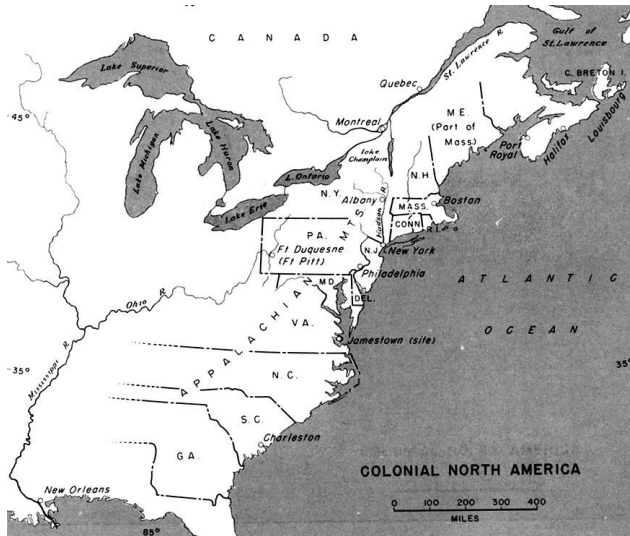 CANADA
Gulf of
St. Lawrence
St. Lawrence R.
Lake Superior
C. BRETON I.
Quebec
45°
ME.
(Part of
Mass)
Louisbourg
Montreal
Halifax
Port
Royal
Lake Michigan
Lake Huron
Lake
Champlain
N.H.
L. Ontario
N.Y.
Albany
Hudson R.
MASS.
Boston
Lake Erie
CONN
R.I.
PA.
Ft Duquesne
(Ft Pitt)
N.J.
New York
Philadelphia
MD.
DEL.
ATLANTIC
OCEAN
Ohio R.
APPALACHIAN MTS
VA.
Jamestown (site)
Mississippi R.
35°
35°
N.C.
S.C.
Charleston
GA.
COLONIAL NORTH AMERICA
New Orleans
0 100 200 300 400
MILES
85°